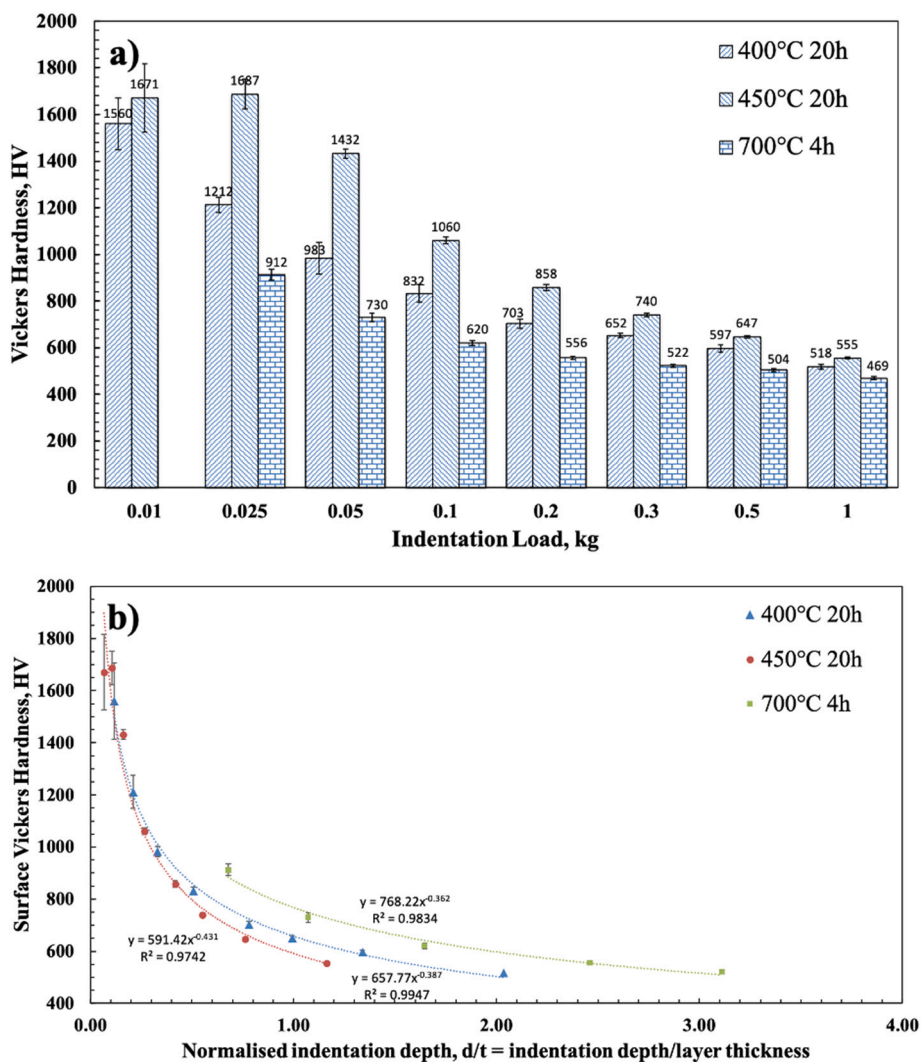 a)
2000
1800
1600
1400
1200
1000
800
600
400
200
0
Vickers Hardness, HV
400°C 20h
450°C 20h
700°C 4h
1560
1671
1212
1687
912
983
1432
730
832
1060
620
703
858
556
652
740
522
597
647
504
518
555
469
0.01 0.025 0.05 0.1 0.2 0.3 0.5 1
Indentation Load, kg
b)
2000
1800
1600
1400
1200
1000
800
600
400
Surface Vickers Hardness, HV
400°C 20h
450°C 20h
700°C 4h
y = 768.22x-0.362
R² = 0.9834
y = 591.42x-0.431
R² = 0.9742
y = 657.77x-0.387
R² = 0.9947
0.00 1.00 2.00 3.00 4.00
Normalised indentation depth, d/t = indentation depth/layer thickness